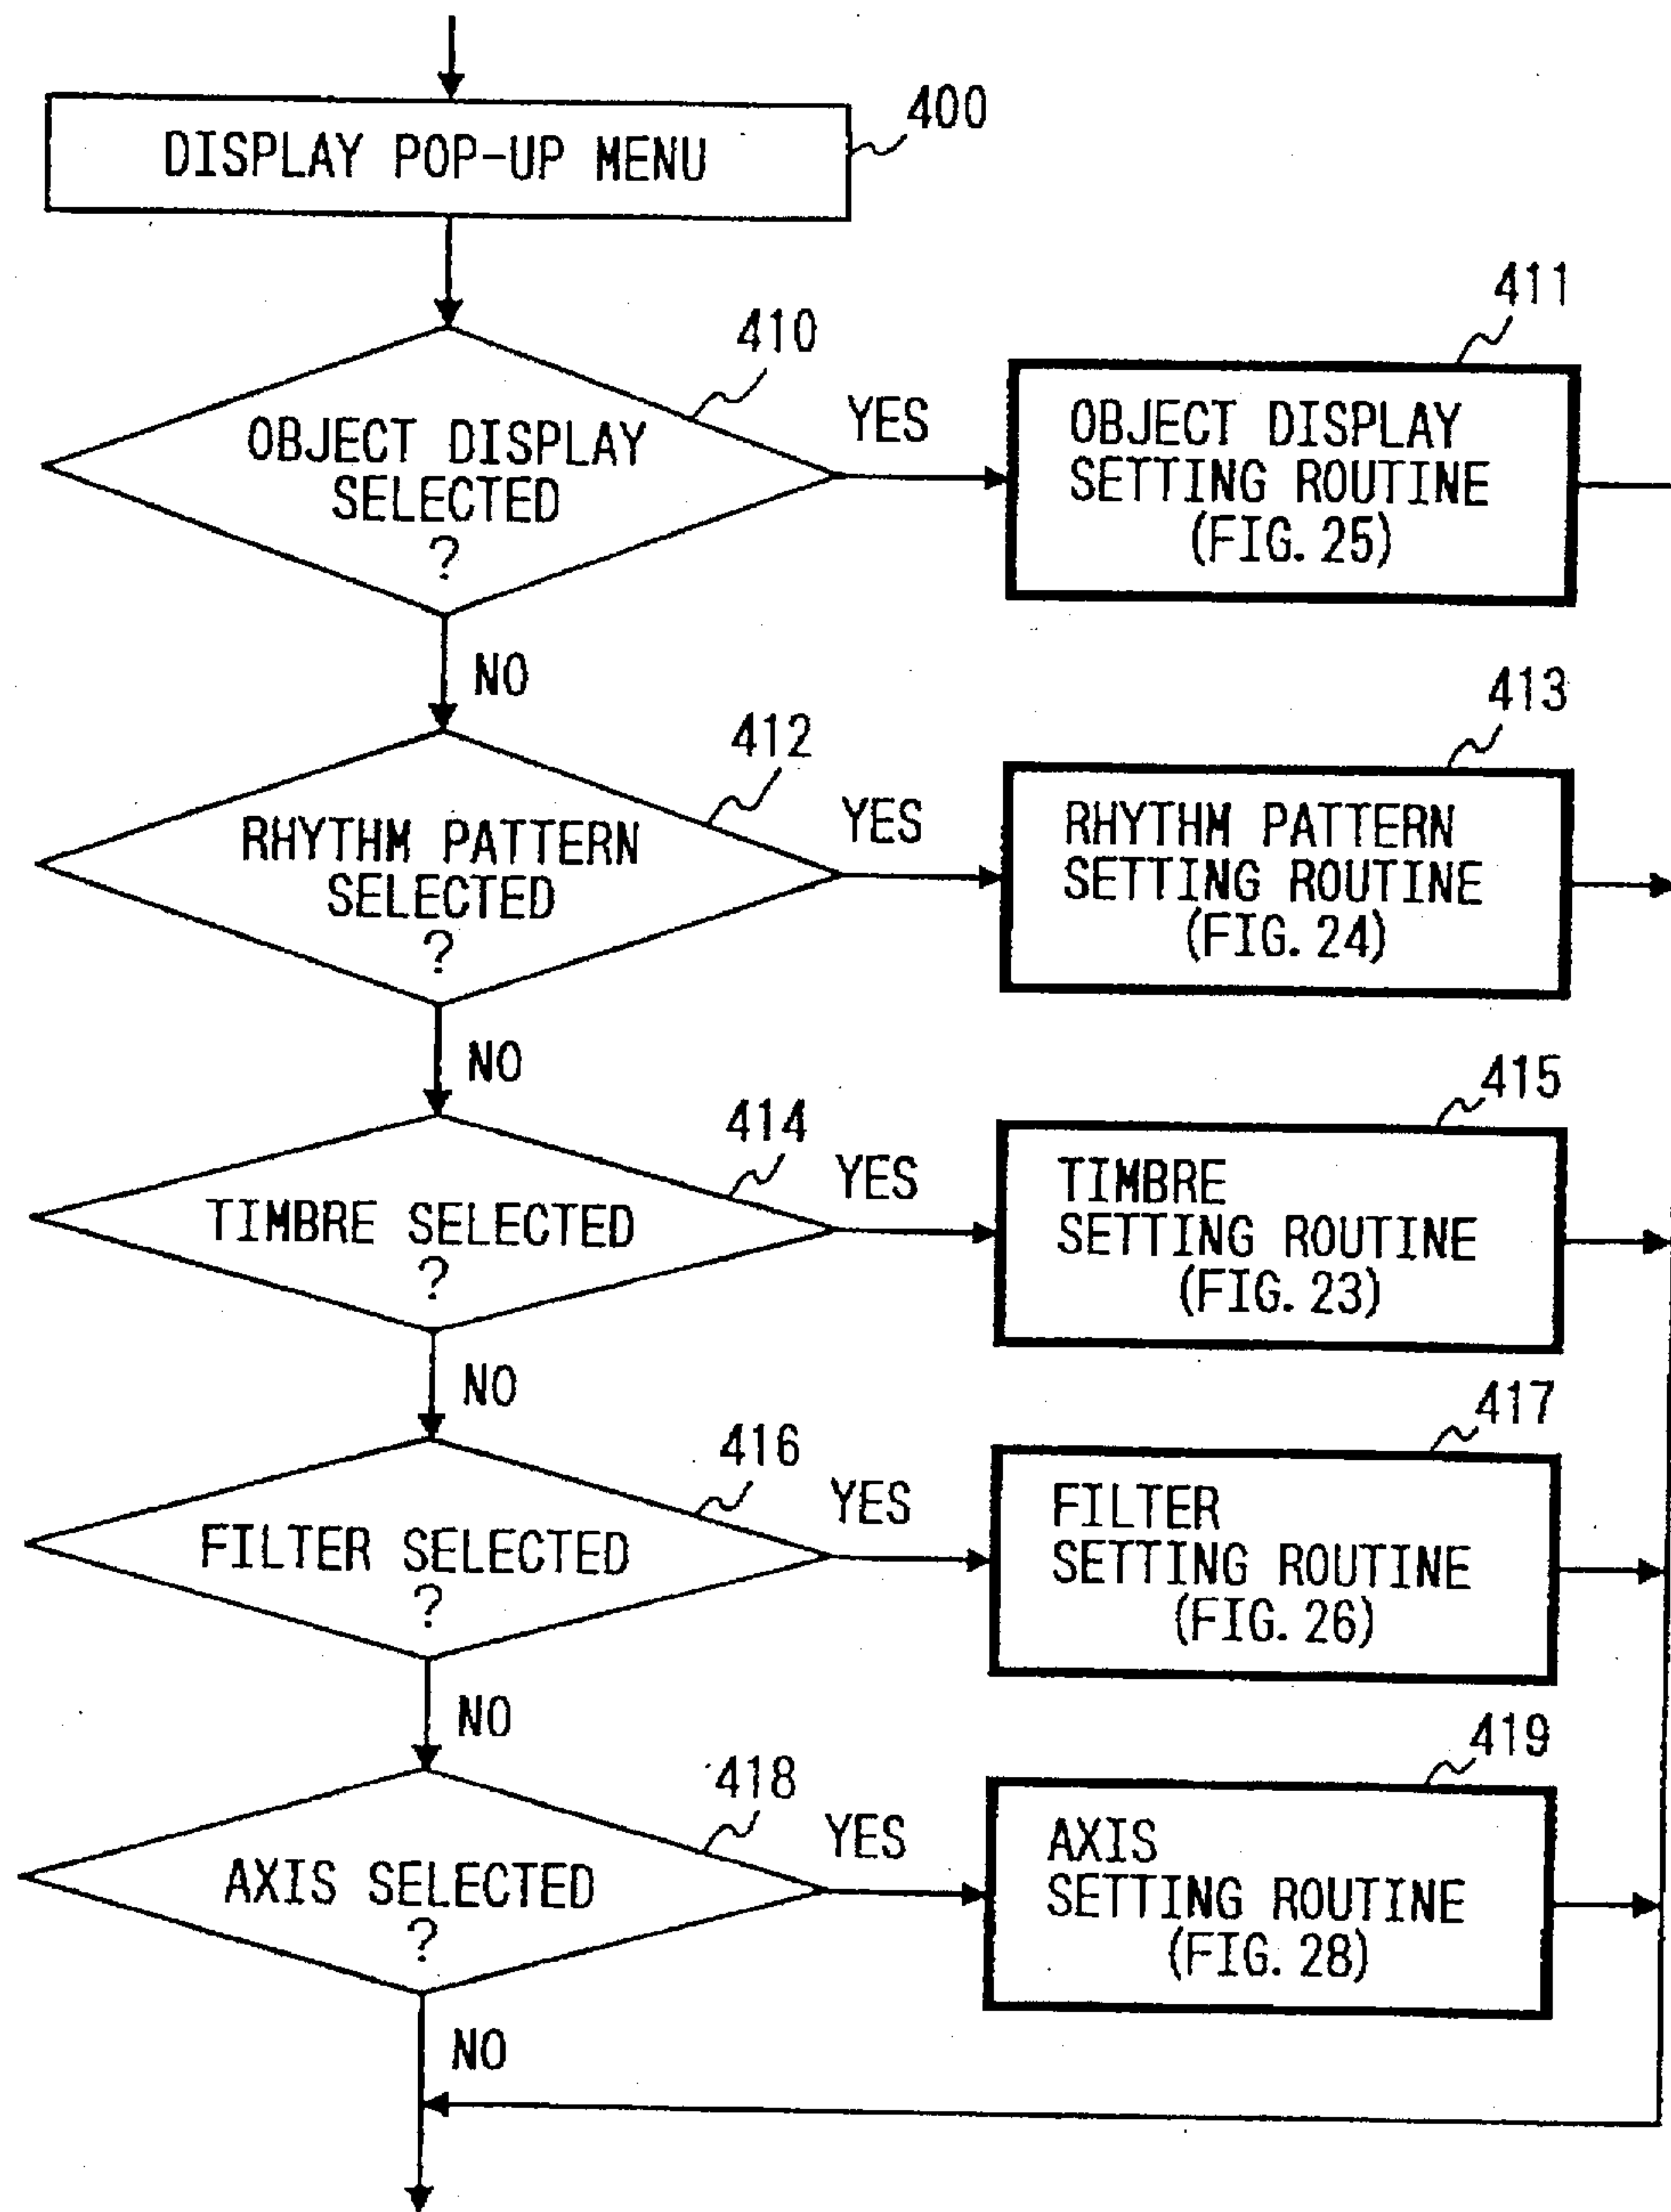 400
DISPLAY POP-UP MENU
410
OBJECT DISPLAY
SELECTED
?
YES
411
OBJECT DISPLAY
SETTING ROUTINE
(FIG. 25)
NO
412
RHYTHM PATTERN
SELECTED
?
YES
413
RHYTHM PATTERN
SETTING ROUTINE
(FIG. 24)
NO
414
TIMBRE SELECTED
?
YES
415
TIMBRE
SETTING ROUTINE
(FIG. 23)
NO
416
FILTER SELECTED
?
YES
417
FILTER
SETTING ROUTINE
(FIG. 26)
NO
418
AXIS SELECTED
?
YES
419
AXIS
SETTING ROUTINE
(FIG. 28)
NO